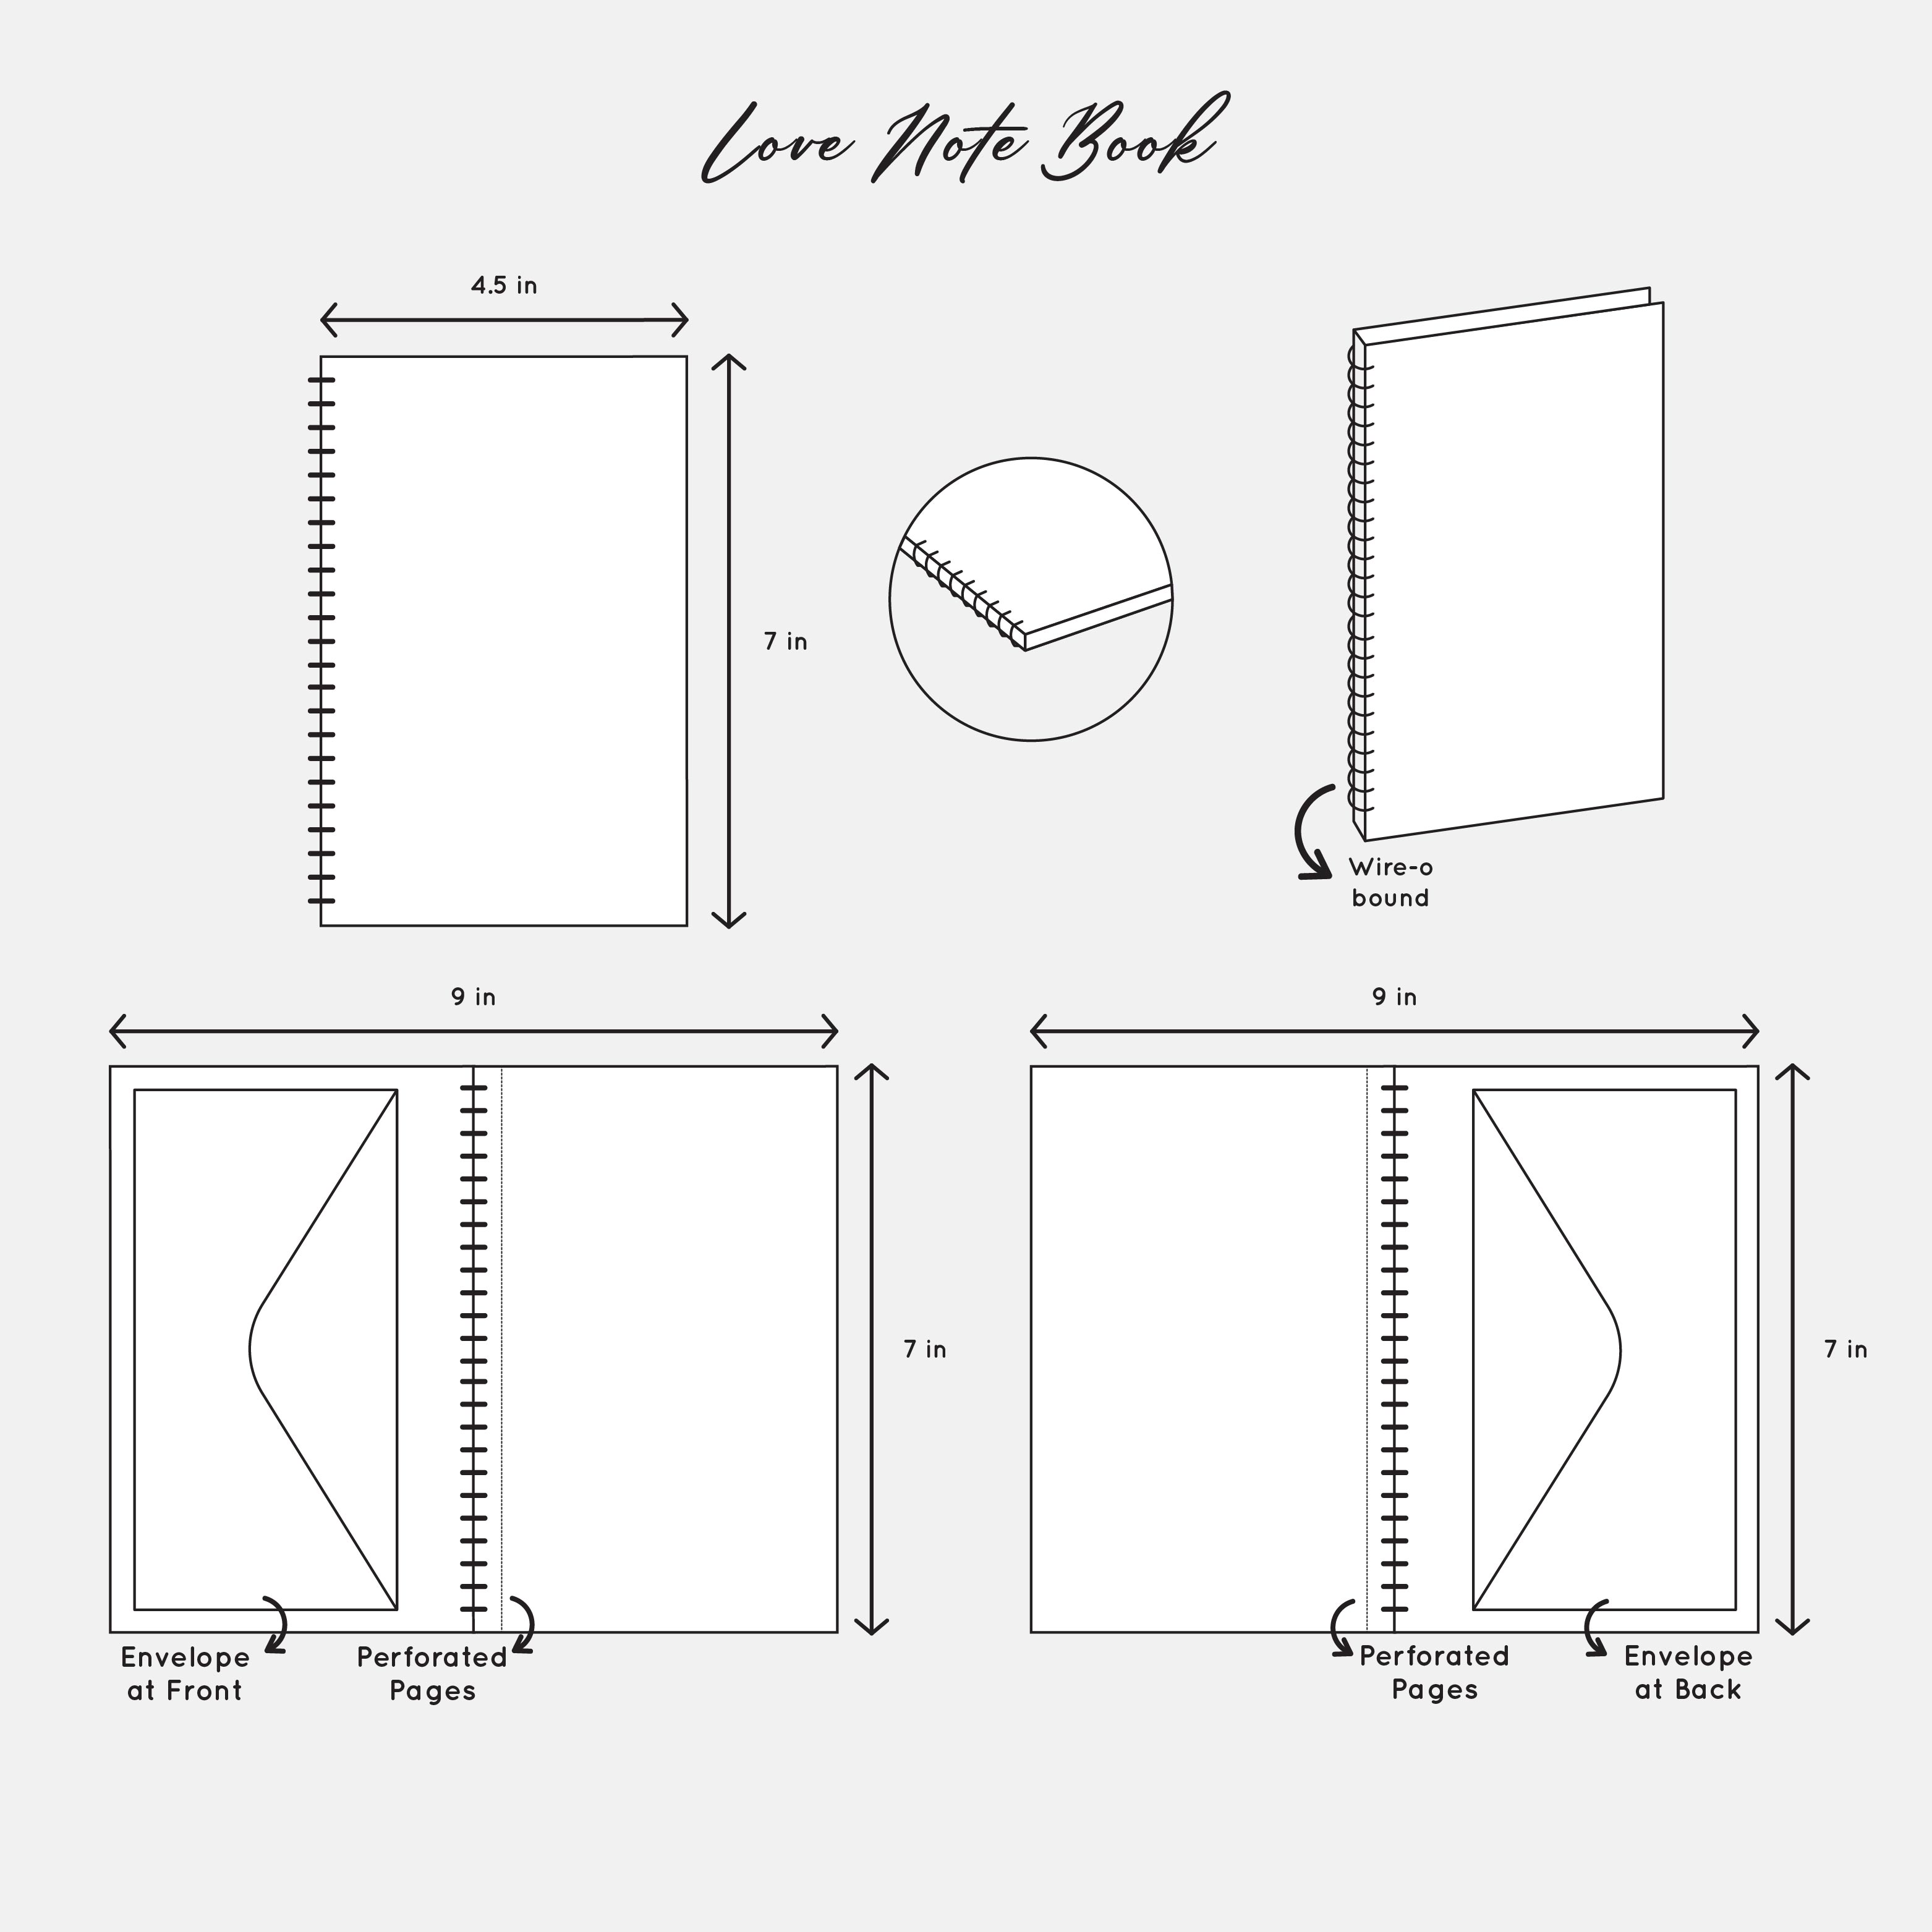 Love Note Book
4.5 in
7 in
Wire-o
bound
9 in
7 in
Envelope
at Front
Perforated
Pages
9 in
7 in
Perforated
Pages
Envelope
at Back